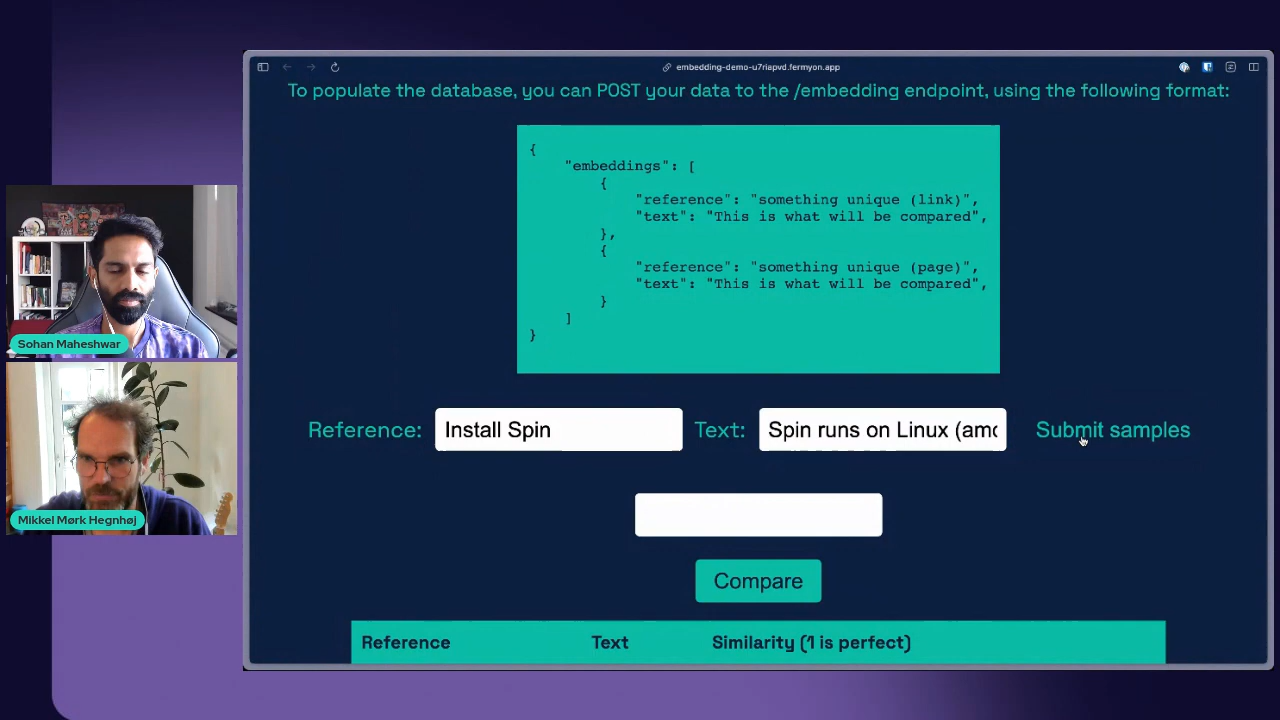 embedding-demo-u7riapvd.fermyon.app
To populate the database, you can POST your data to the /embedding endpoint, using the following format:
{
"embeddings": [
{
"reference": "something unique (link)",
"text": "This is what will be compared",
},
{
"reference": "something unique (page)",
"text": "This is what will be compared",
}
]
}
Sohan Maheshwar
Mikkel Mørk Hegnhøj
Reference: Install Spin Text: Spin runs on Linux (amd Submit samples
Compare
Reference Text Similarity (1 is perfect)